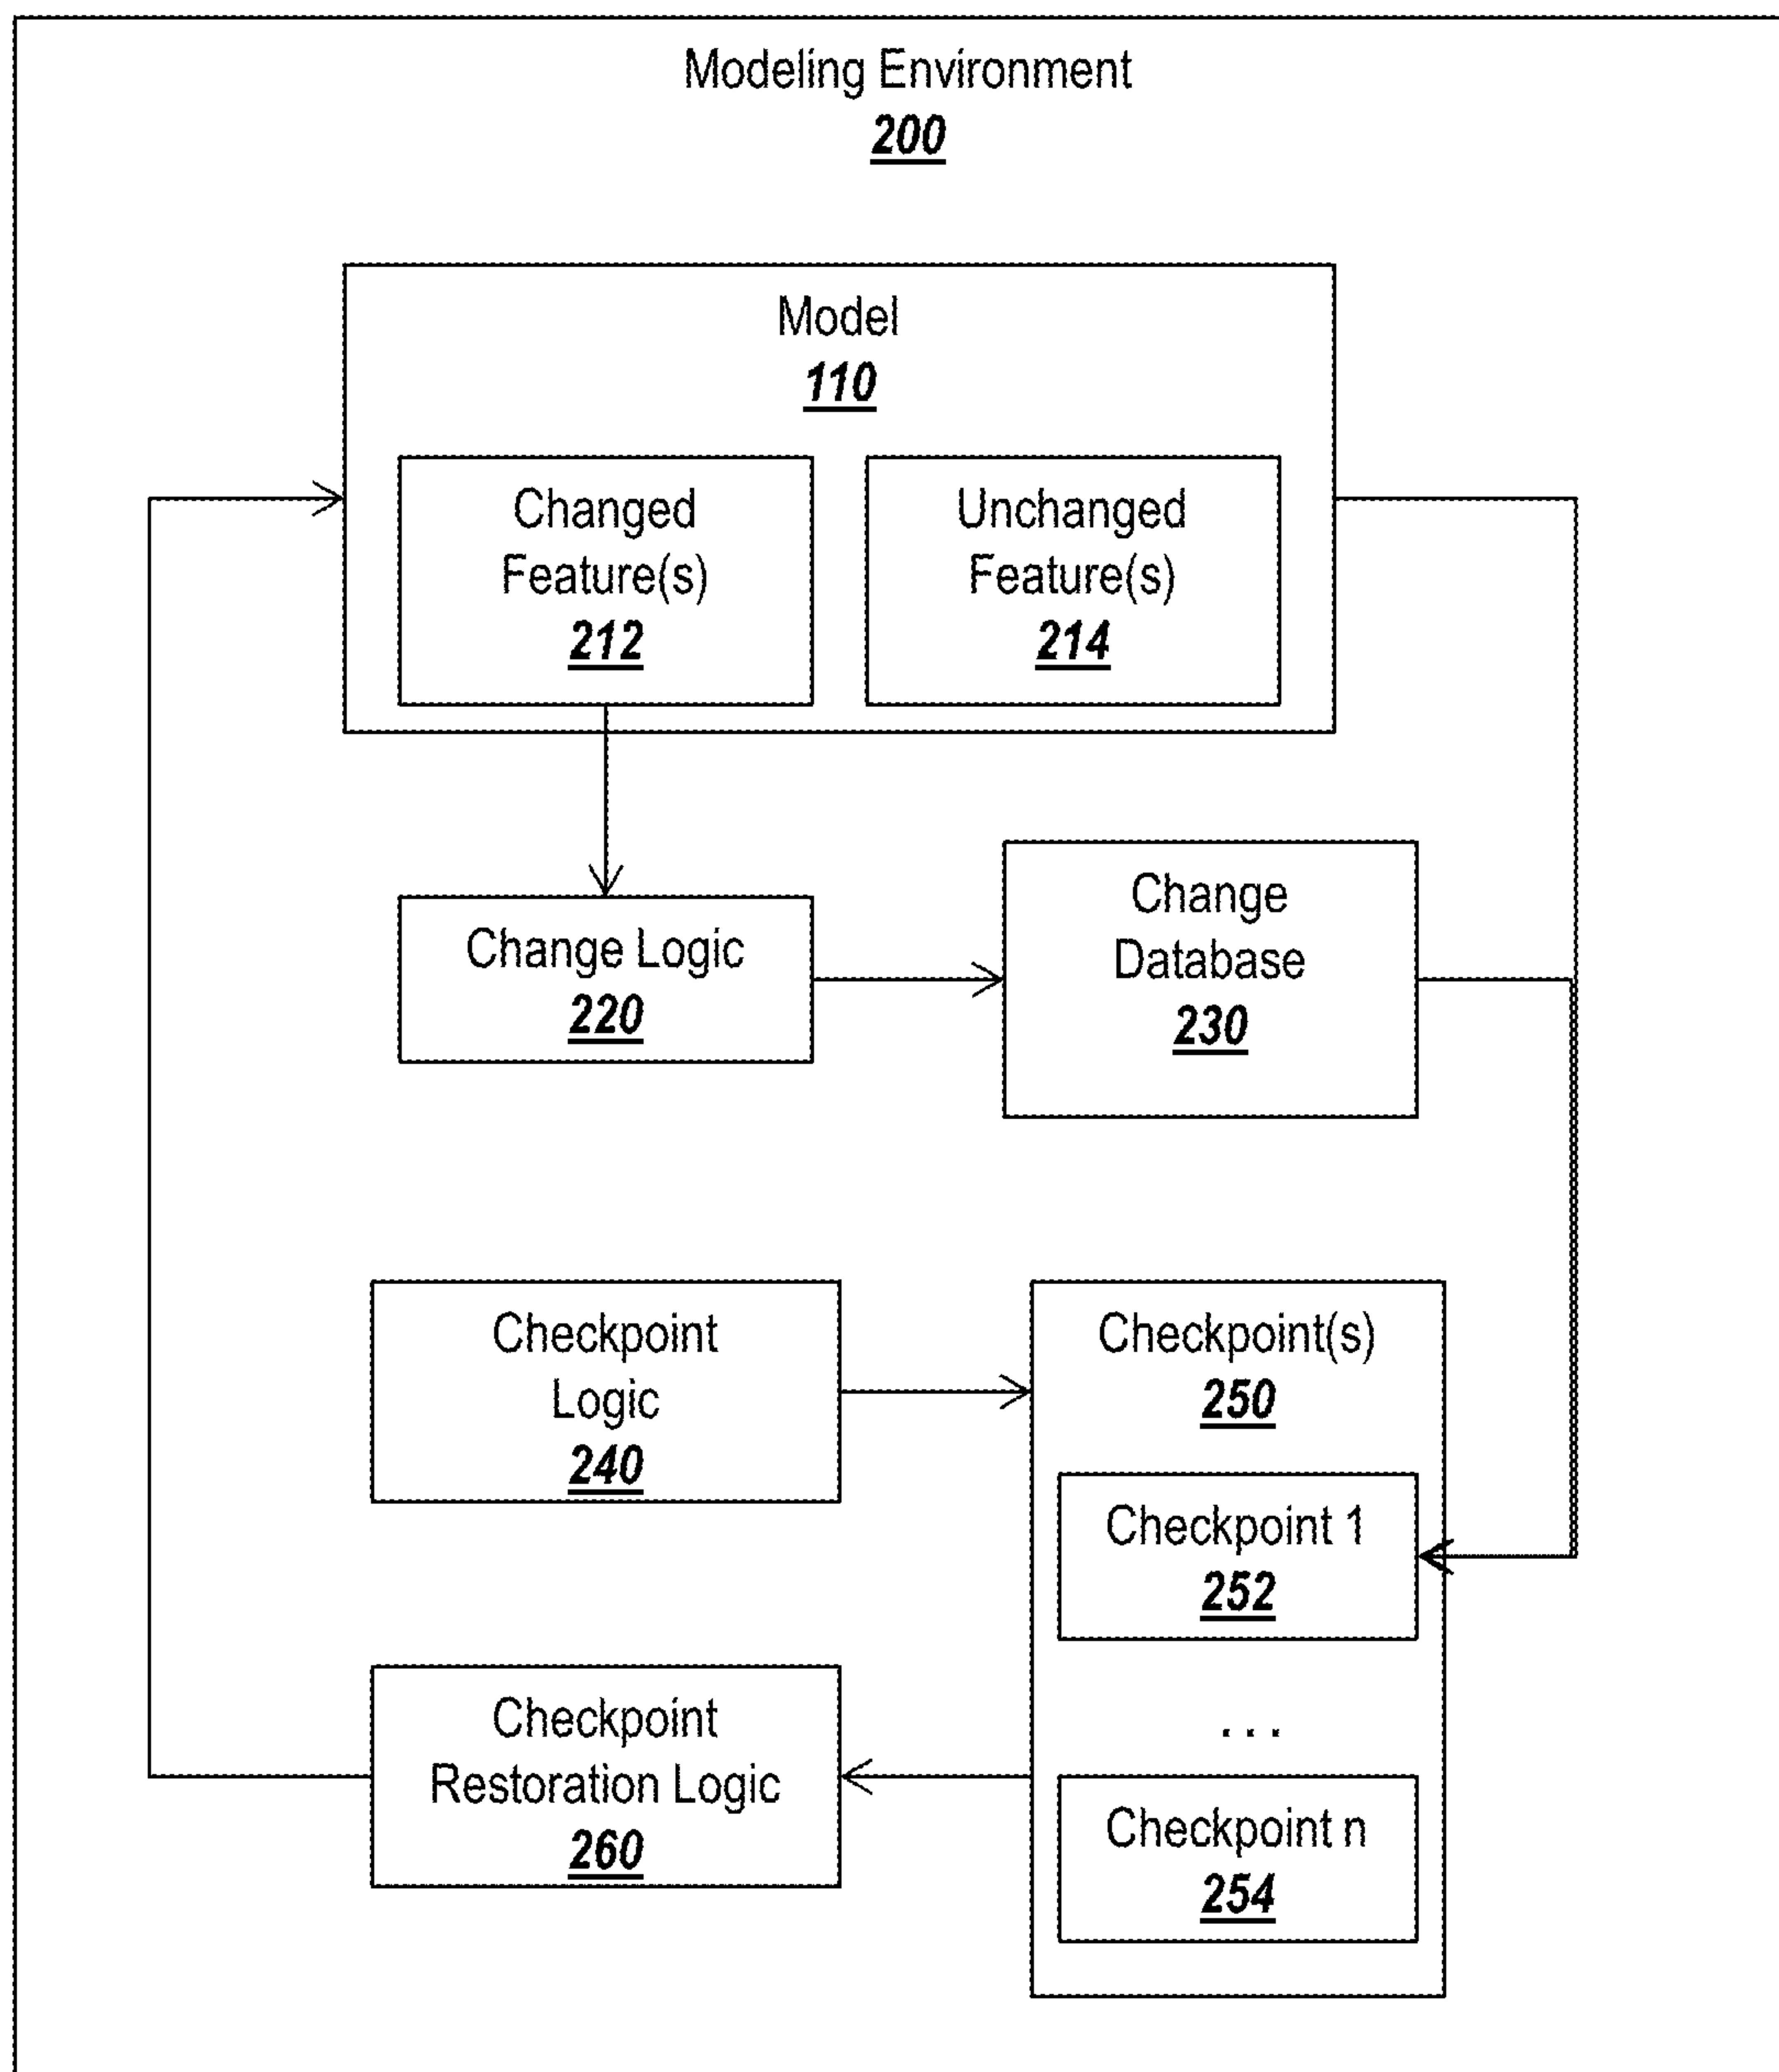 Modeling Environment
200
Model
110
Changed
Feature(s)
212
Unchanged
Feature(s)
214
Change Logic
220
Change
Database
230
Checkpoint
Logic
240
Checkpoint(s)
250
Checkpoint 1
252
. . .
Checkpoint n
254
Checkpoint
Restoration Logic
260